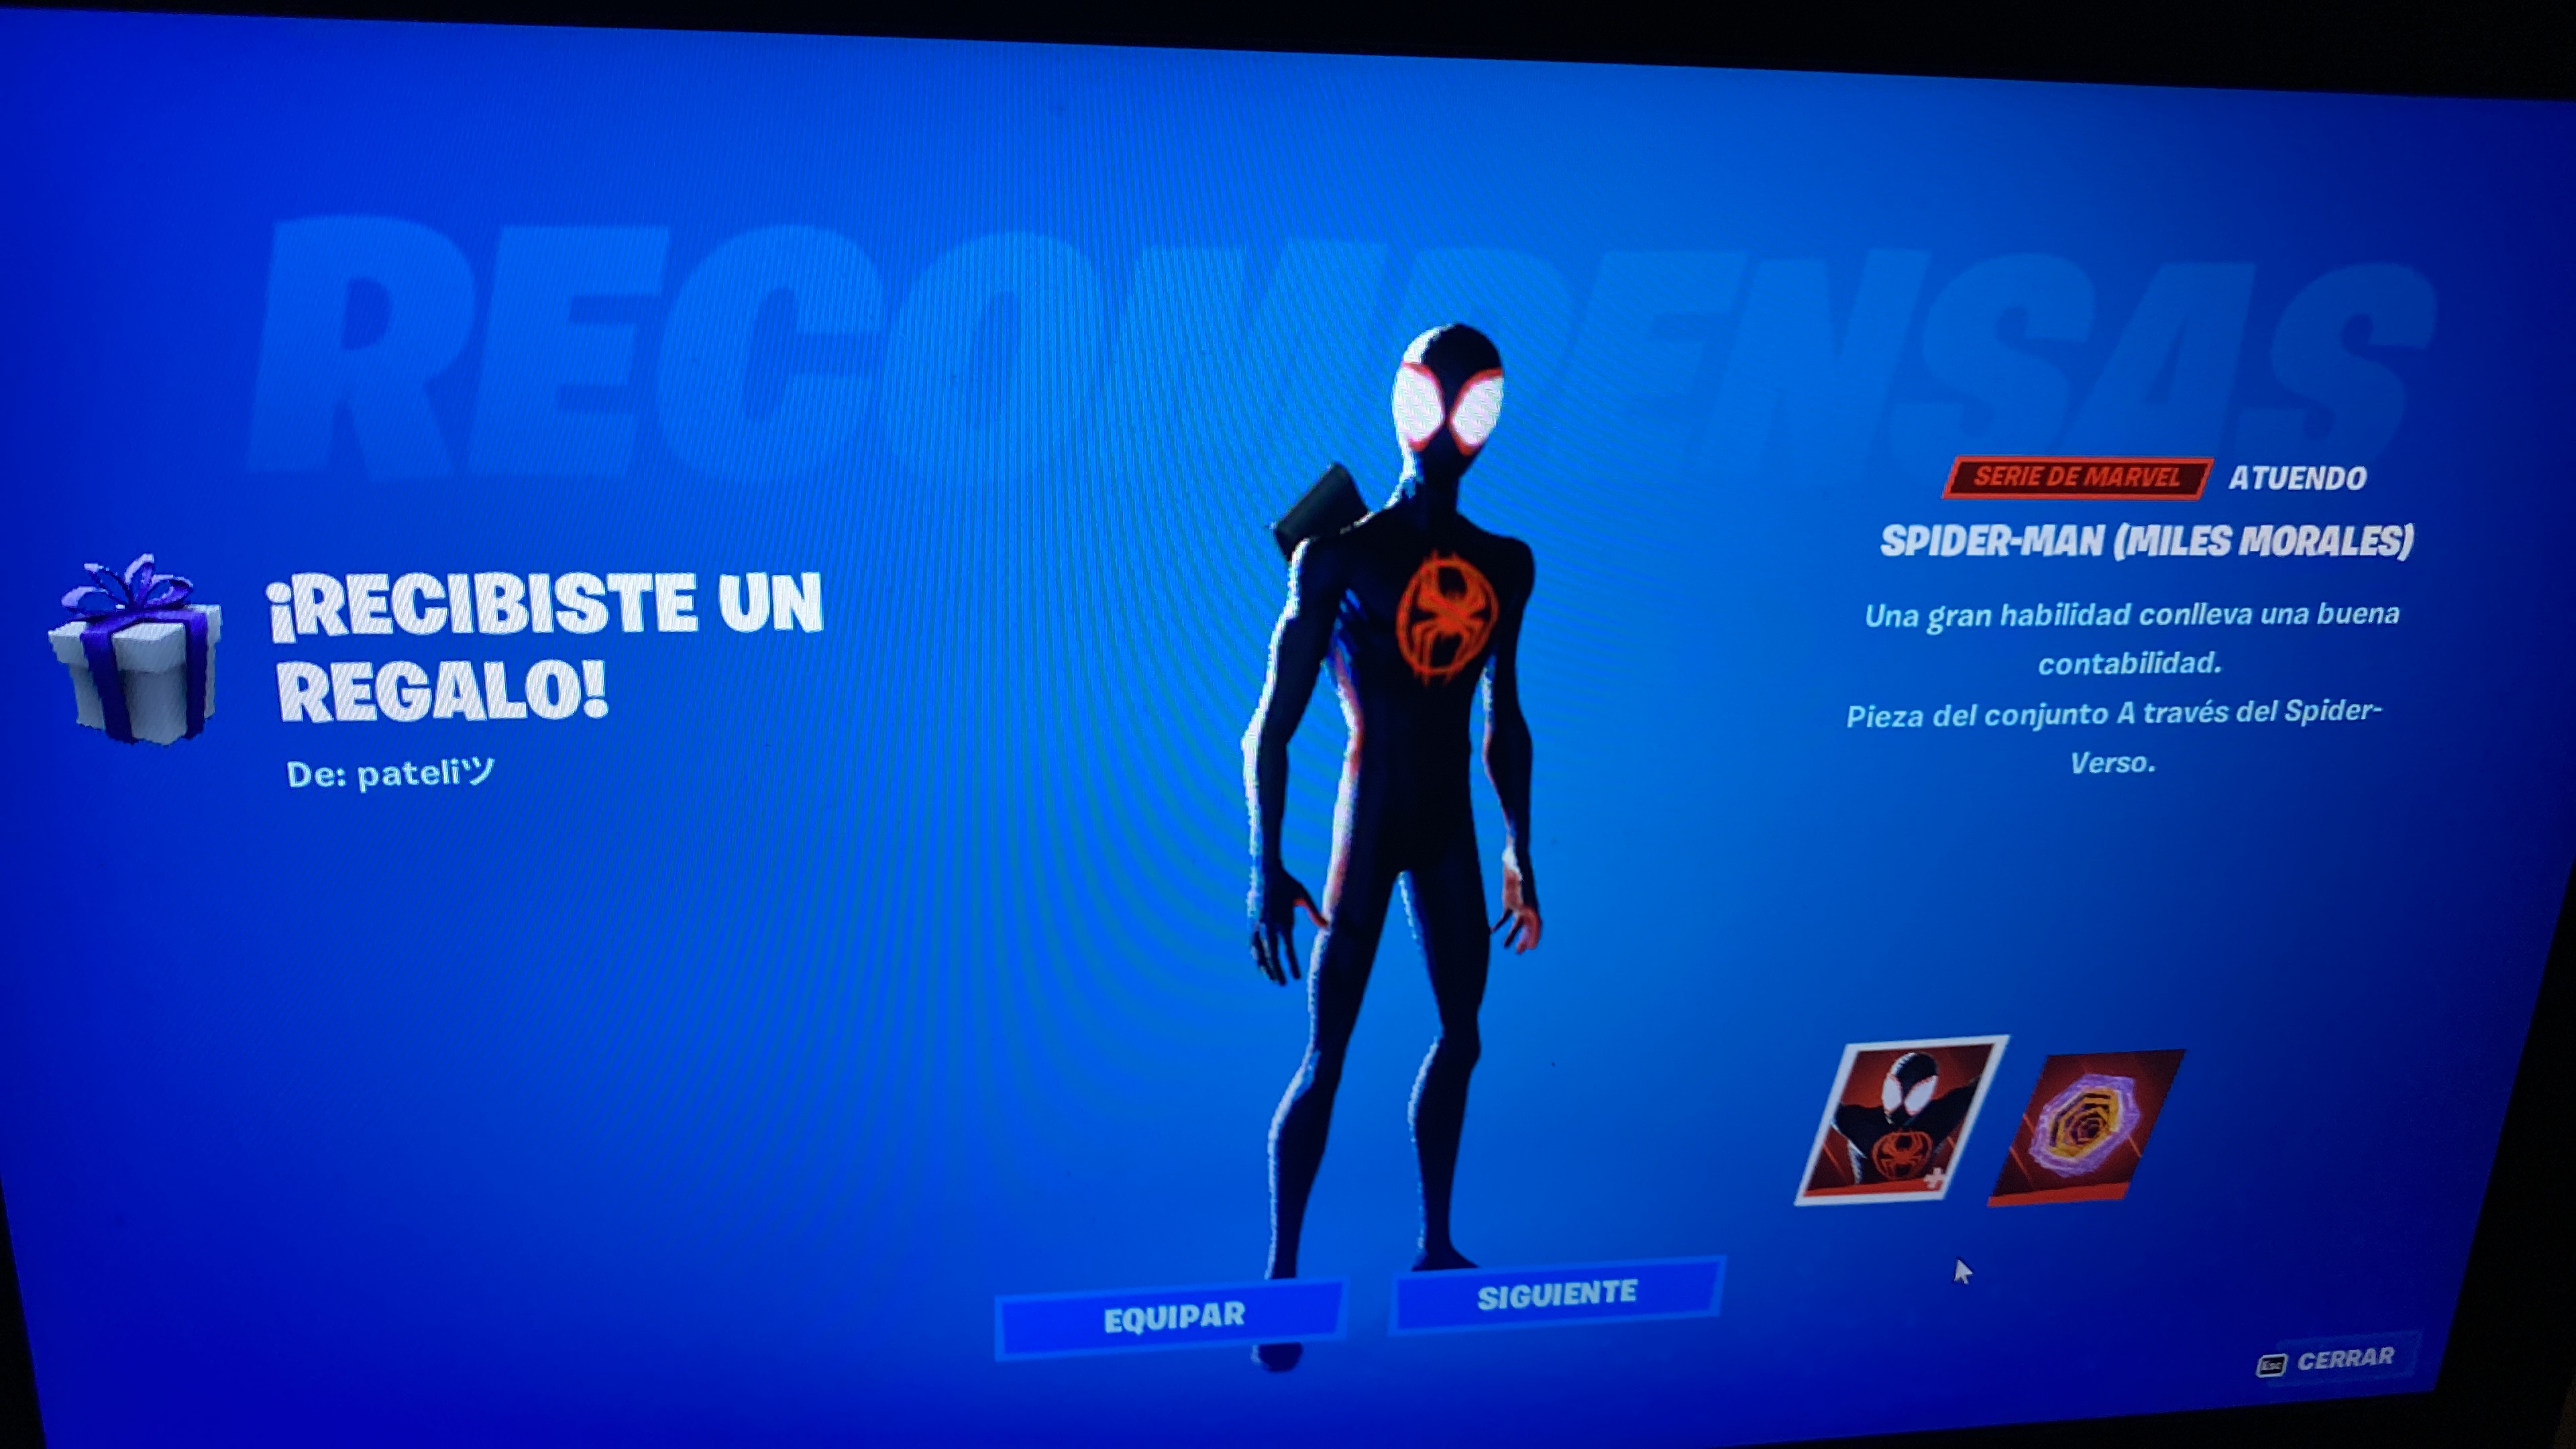 RECOMPENSAS
¡RECIBISTE UN
REGALO!
De: pateliツ
SERIE DE MARVEL ATUENDO
SPIDER-MAN (MILES MORALES)
Una gran habilidad conlleva una buena
contabilidad.
Pieza del conjunto A través del Spider-
Verso.
EQUIPAR
SIGUIENTE
Esc CERRAR